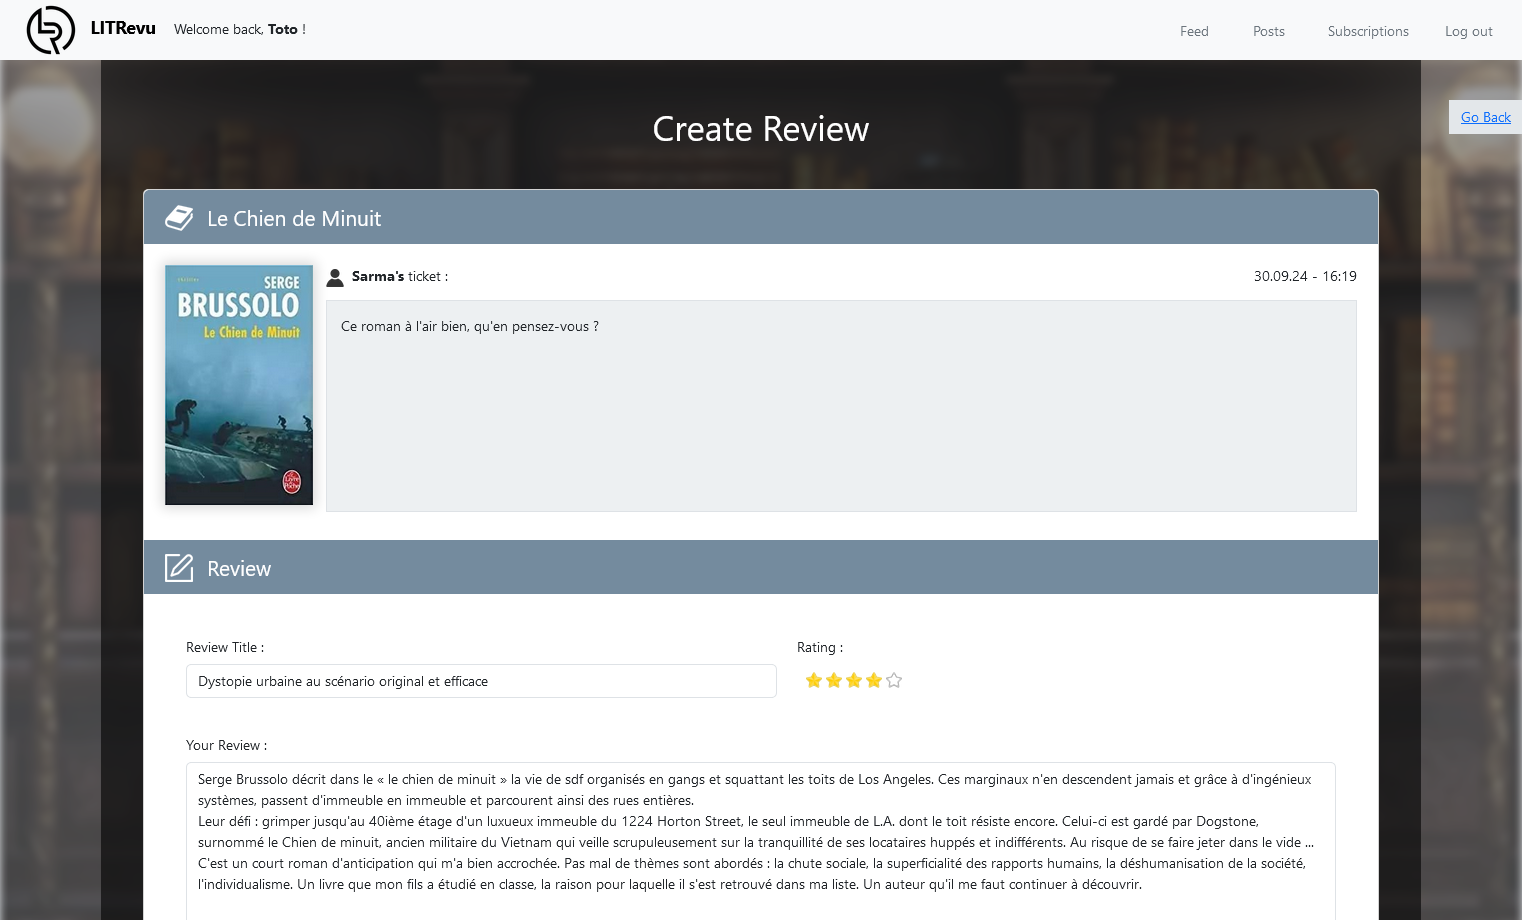 LITRevu Welcome back, Toto !
Feed Posts Subscriptions Log out
Create Review
Go Back
Le Chien de Minuit
SERGE
BRUSSOLO
Le Chien de Minuit
Le Livre de Poche
Sarma's ticket :
30.09.24 - 16:19
Ce roman à l'air bien, qu'en pensez-vous ?
Review
Review Title :
Rating :
Dystopie urbaine au scénario original et efficace
Your Review :
Serge Brussolo décrit dans le « le chien de minuit » la vie de sdf organisés en gangs et squattant les toits de Los Angeles. Ces marginaux n'en descendent jamais et grâce à d'ingénieux
systèmes, passent d'immeuble en immeuble et parcourent ainsi des rues entières.
Leur défi : grimper jusqu'au 40ième étage d'un luxueux immeuble du 1224 Horton Street, le seul immeuble de L.A. dont le toit résiste encore. Celui-ci est gardé par Dogstone,
surnommé le Chien de minuit, ancien militaire du Vietnam qui veille scrupuleusement sur la tranquillité de ses locataires huppés et indifférents. Au risque de se faire jeter dans le vide ...
C'est un court roman d'anticipation qui m'a bien accrochée. Pas mal de thèmes sont abordés : la chute sociale, la superficialité des rapports humains, la déshumanisation de la société,
l'individualisme. Un livre que mon fils a étudié en classe, la raison pour laquelle il s'est retrouvé dans ma liste. Un auteur qu'il me faut continuer à découvrir.